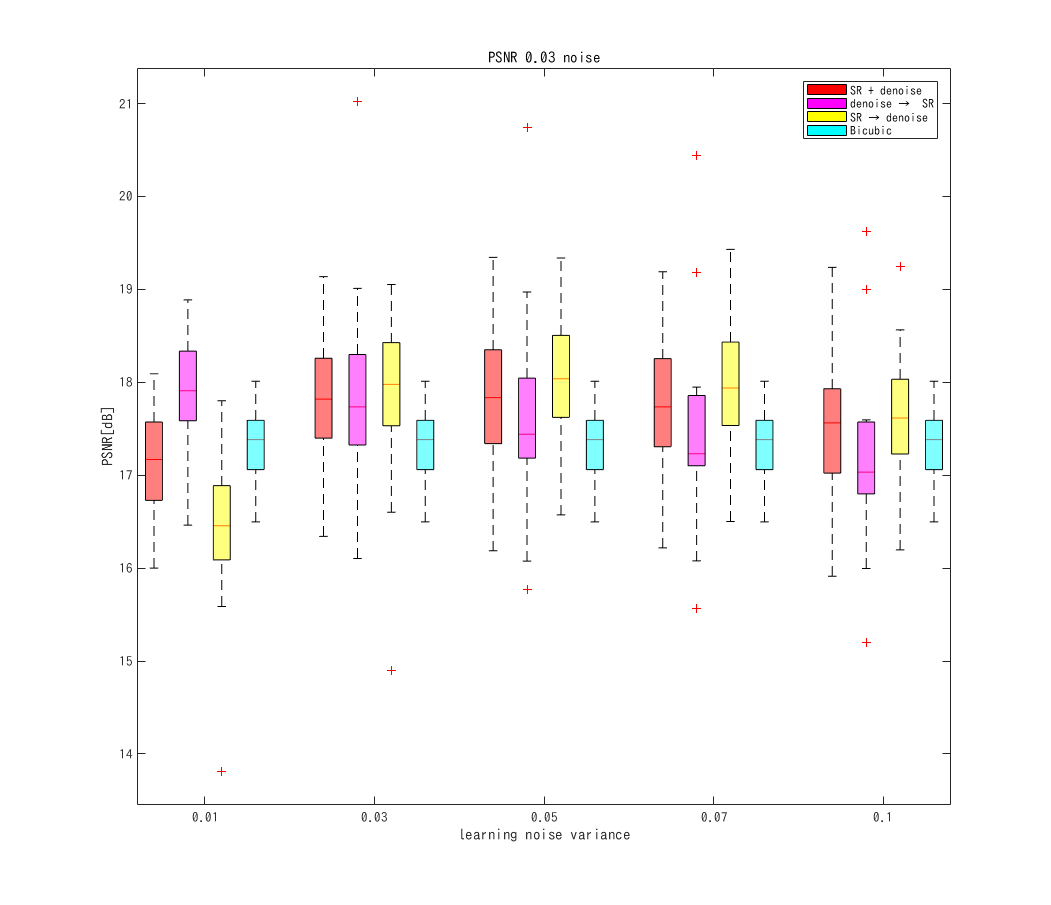 PSNR 0.03 noise
SR + denoise
denoise → SR
SR → denoise
Bicubic
21
20
19
18
17
16
15
14
PSNR[dB]
0.01 0.03 0.05 0.07 0.1
learning noise variance